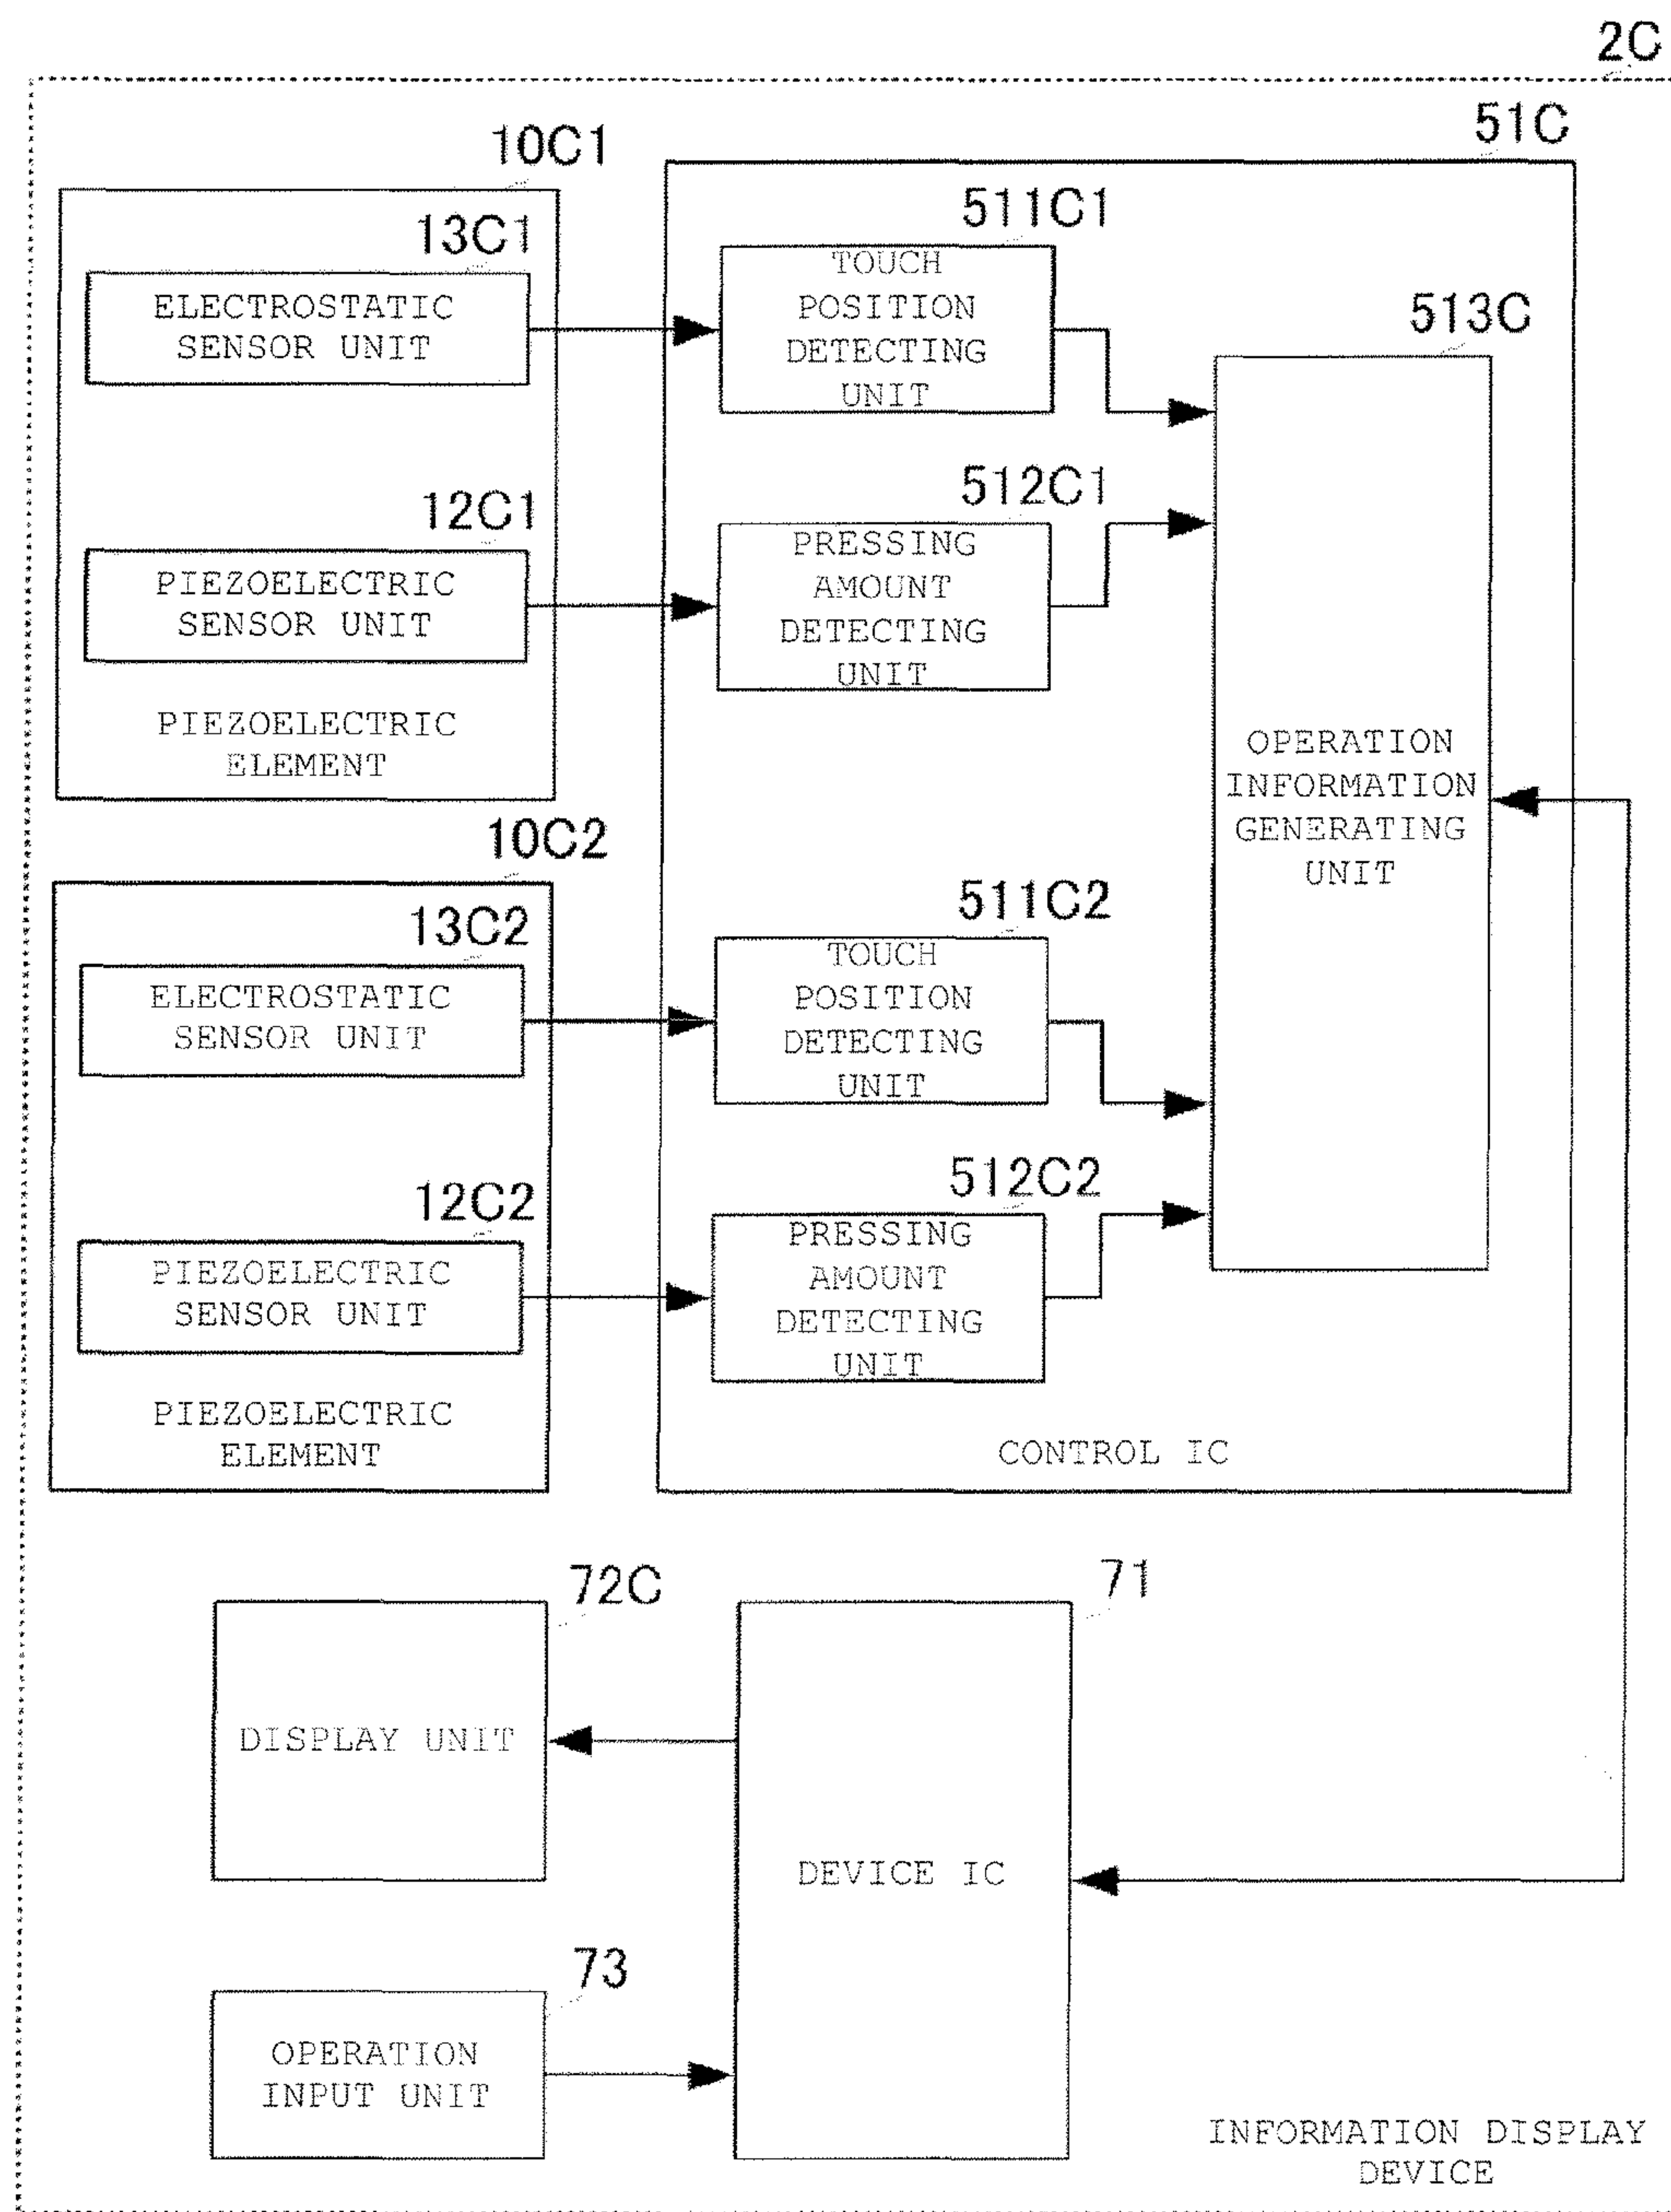 2C
51C
10C1
511C1
13C1
TOUCH
POSITION
DETECTING
UNIT
ELECTROSTATIC
SENSOR UNIT
513C
512C1
12C1
PRESSING
AMOUNT
DETECTING
UNIT
PIEZOELECTRIC
SENSOR UNIT
PIEZOELECTRIC
ELEMENT
OPERATION
INFORMATION
GENERATING
UNIT
10C2
511C2
13C2
TOUCH
POSITION
DETECTING
UNIT
ELECTROSTATIC
SENSOR UNIT
512C2
12C2
PRESSING
AMOUNT
DETECTING
UNIT
PIEZOELECTRIC
SENSOR UNIT
PIEZOELECTRIC
ELEMENT
CONTROL IC
72C
71
DISPLAY UNIT
DEVICE IC
73
OPERATION
INPUT UNIT
INFORMATION DISPLAY
DEVICE